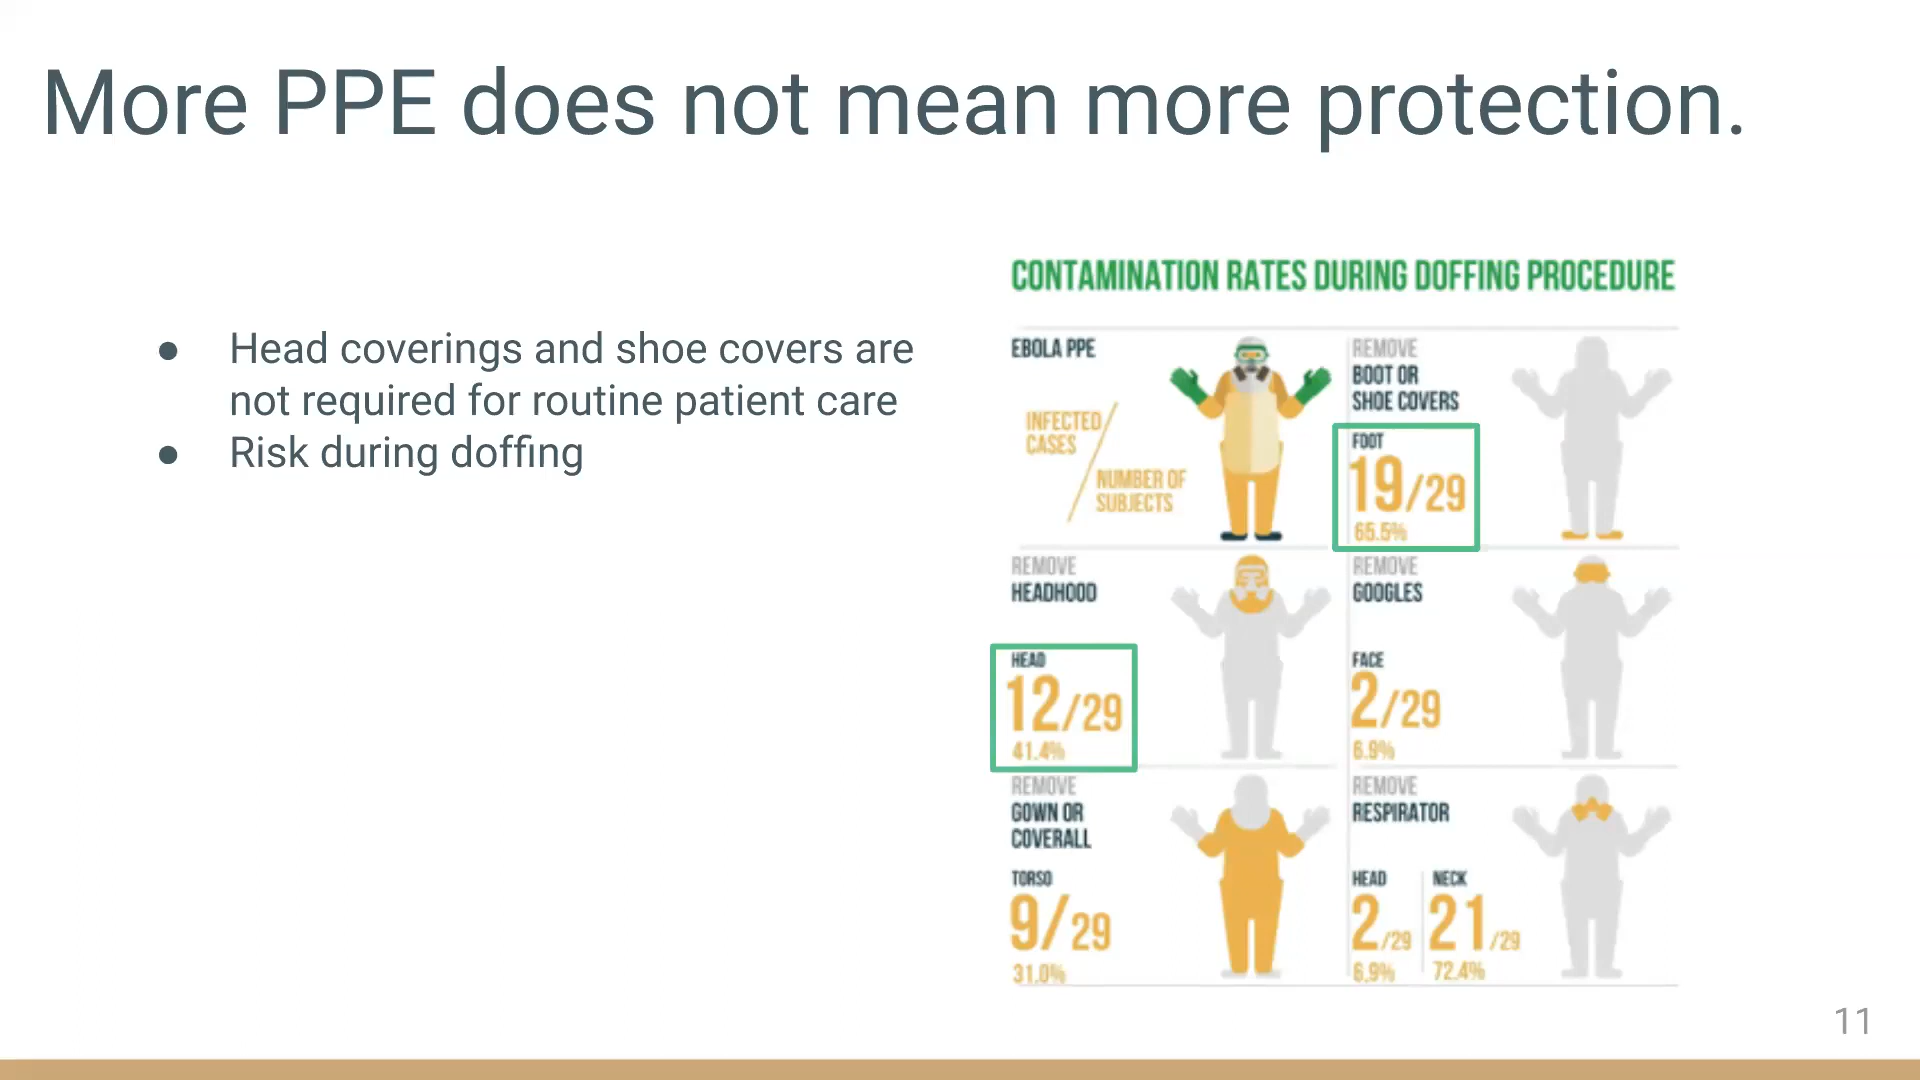 More PPE does not mean more protection.
● Head coverings and shoe covers are
not required for routine patient care
● Risk during doffing
CONTAMINATION RATES DURING DOFFING PROCEDURE
EBOLA PPE
INFECTED
CASES
NUMBER OF
SUBJECTS
REMOVE
BOOT OR
SHOE COVERS
FOOT
19/29
65.5%
REMOVE
HEADHOOD
HEAD
12/29
41.4%
REMOVE
GOOGLES
FACE
2/29
6.9%
REMOVE
GOWN OR
COVERALL
TORSO
9/29
31.0%
REMOVE
RESPIRATOR
HEAD NECK
2/29 21/29
6.9% 72.4%
11